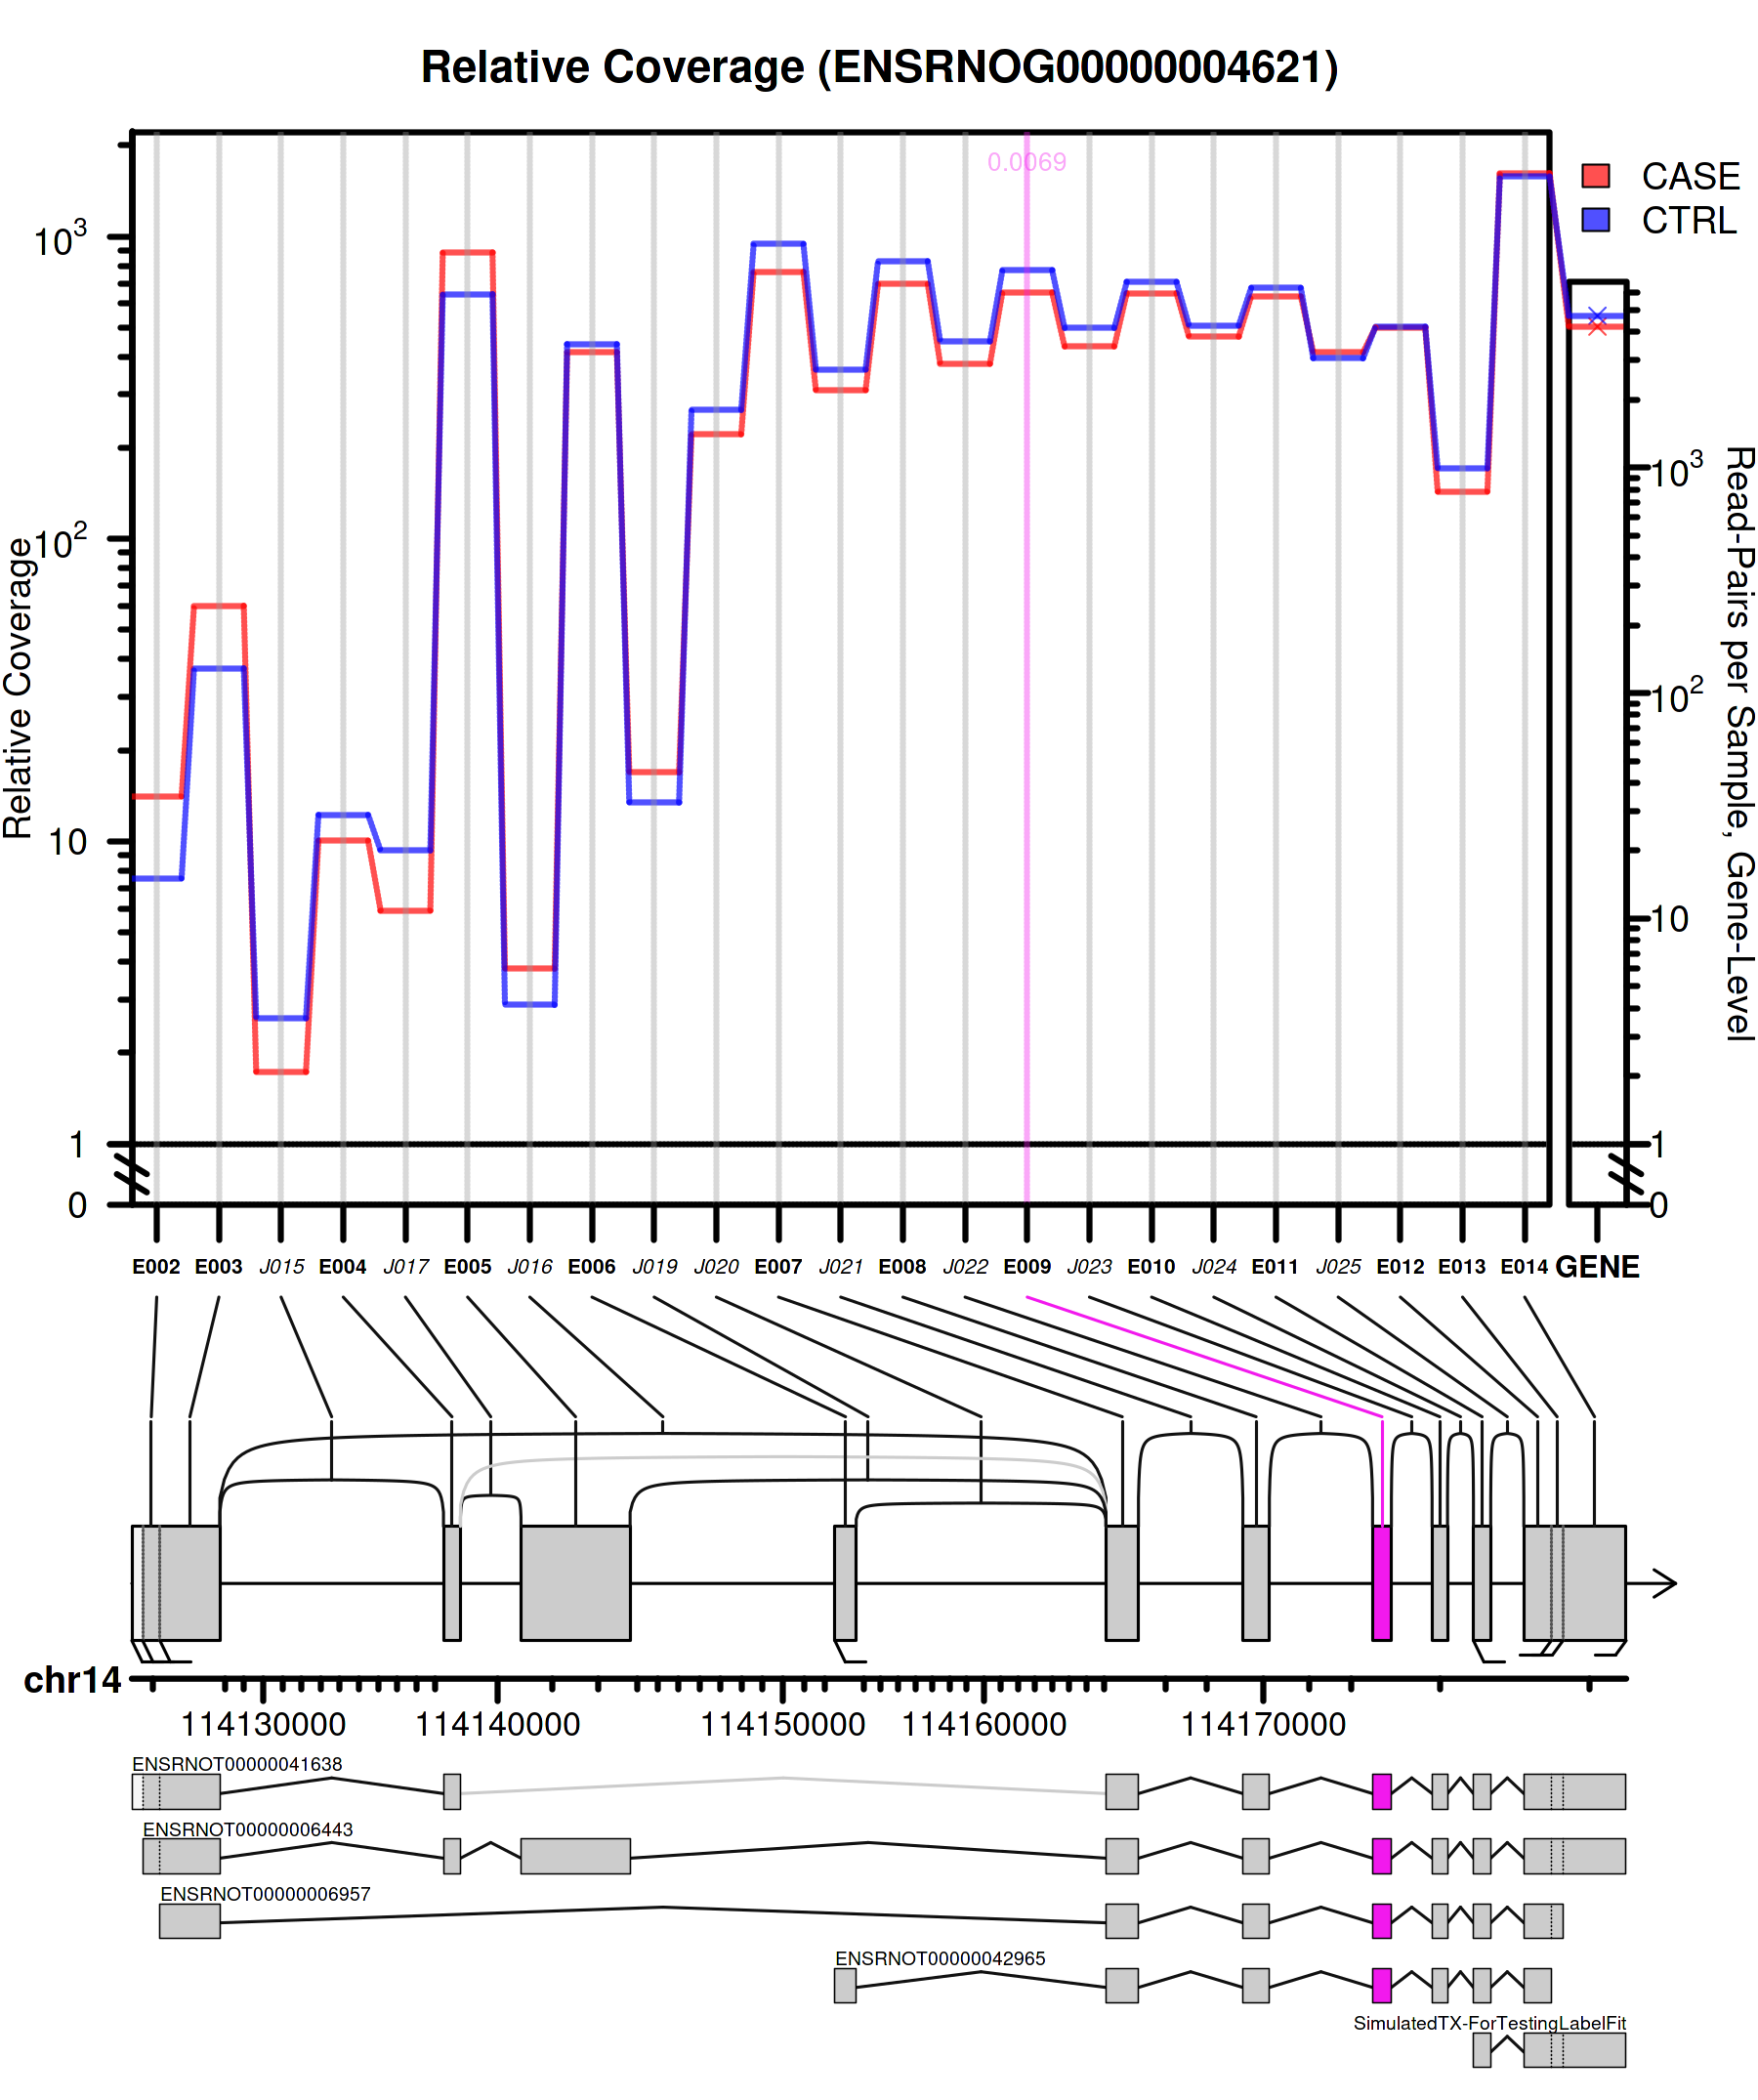 Relative Coverage (ENSRNOG00000004621)
0.0069
CASE
CTRL
Relative Coverage
10³
10²
10
1
0
10³
10²
10
1
0
Read-Pairs per Sample, Gene-Level
E002 E003 J015 E004 J017 E005 J016 E006 J019 J020 E007 J021 E008 J022 E009 J023 E010 J024 E011 J025 E012 E013 E014 GENE
chr14
114130000 114140000 114150000 114160000 114170000
ENSRNOT00000041638
ENSRNOT00000006443
ENSRNOT00000006957
ENSRNOT00000042965
SimulatedTX-ForTestingLabelFit